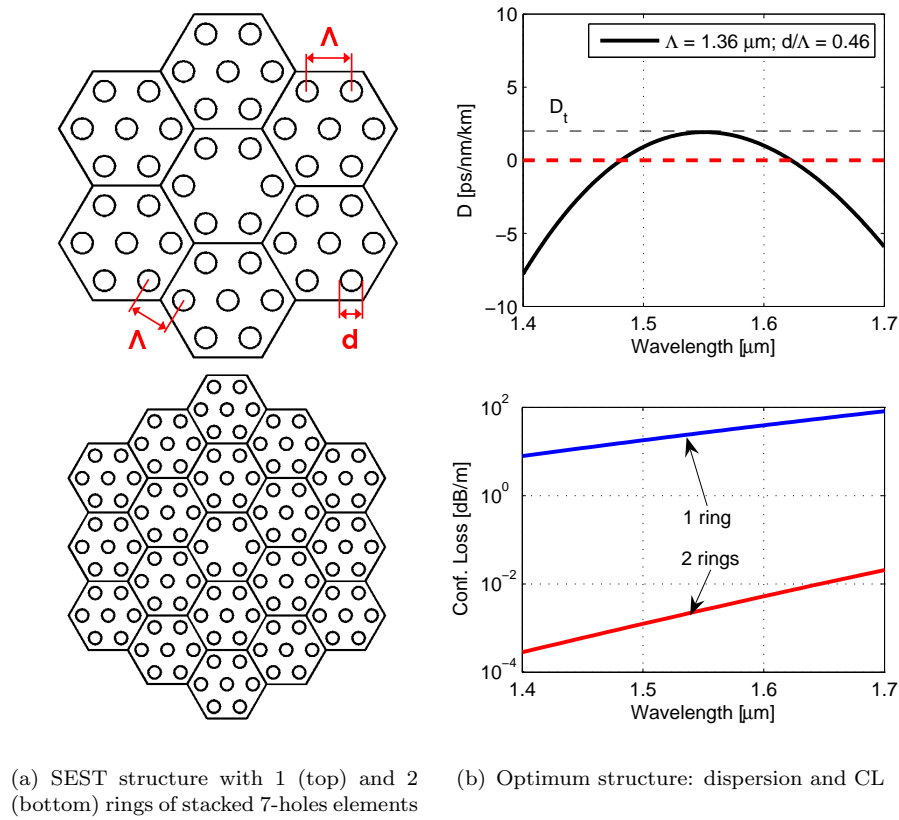 Λ
Λ
d
Λ = 1.36 μm; d/Λ = 0.46
D_t
10
5
0
−5
−10
D [ps/nm/km]
1.4 1.5 1.6 1.7
Wavelength [μm]
10^2
10^0
10^−2
10^−4
Conf. Loss [dB/m]
1 ring
2 rings
1.4 1.5 1.6 1.7
Wavelength [μm]
(a) SEST structure with 1 (top) and 2
(bottom) rings of stacked 7-holes elements
(b) Optimum structure: dispersion and CL